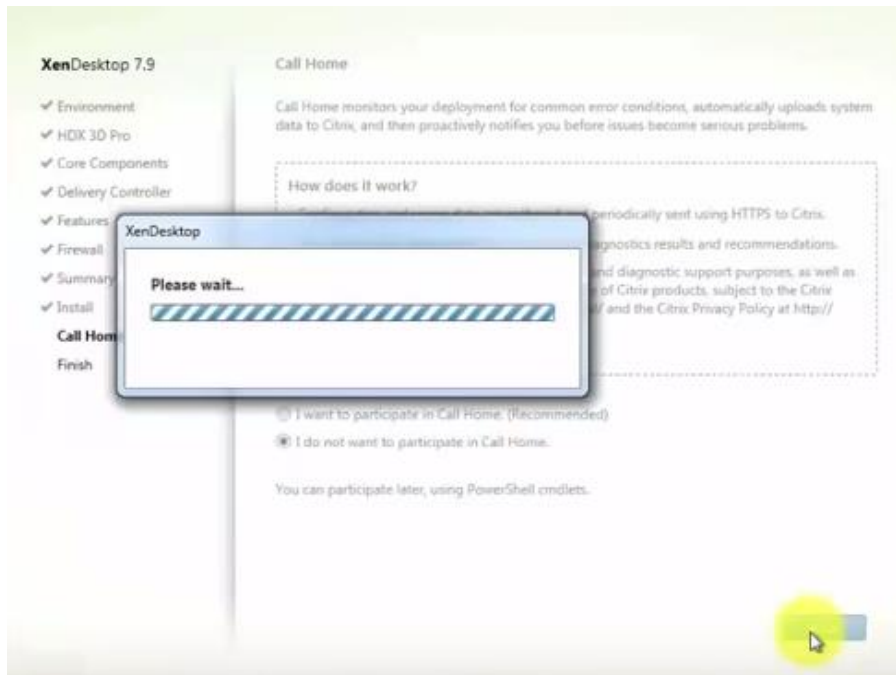 XenDesktop 7.9
Environment
HDX 3D Pro
Core Components
Delivery Controller
Features
Firewall
Summary
Install
Call Hom
Finish
Call Home
Call Home monitors your deployment for common error conditions, automatically uploads system
data to Citrix, and then proactively notifies you before issues become serious problems.
How does it work?
periodically sent using HTTPS to Citrix.
agnostics results and recommendations.
and diagnostic support purposes, as well as
of Citrix products, subject to the Citrix
/ and the Citrix Privacy Policy at http://
XenDesktop
Please wait...
I want to participate in Call Home. (Recommended)
I do not want to participate in Call Home.
You can participate later, using PowerShell cmdlets.